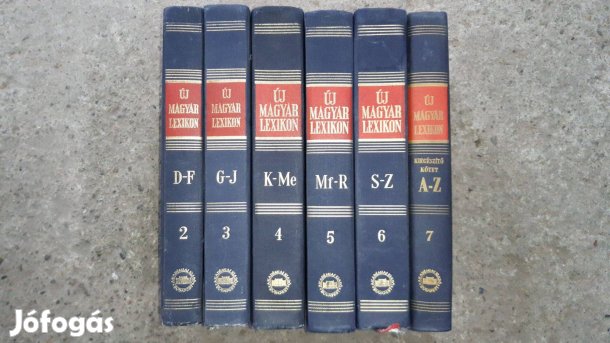 ÚJ
MAGYAR
LEXIKON
D-F
2
ÚJ
MAGYAR
LEXIKON
G-J
3
ÚJ
MAGYAR
LEXIKON
K-Me
4
ÚJ
MAGYAR
LEXIKON
Mf-R
5
ÚJ
MAGYAR
LEXIKON
S-Z
6
ÚJ
MAGYAR
LEXIKON
KIEGÉSZÍTŐ
KÖTET
A-Z
7
Jófogás